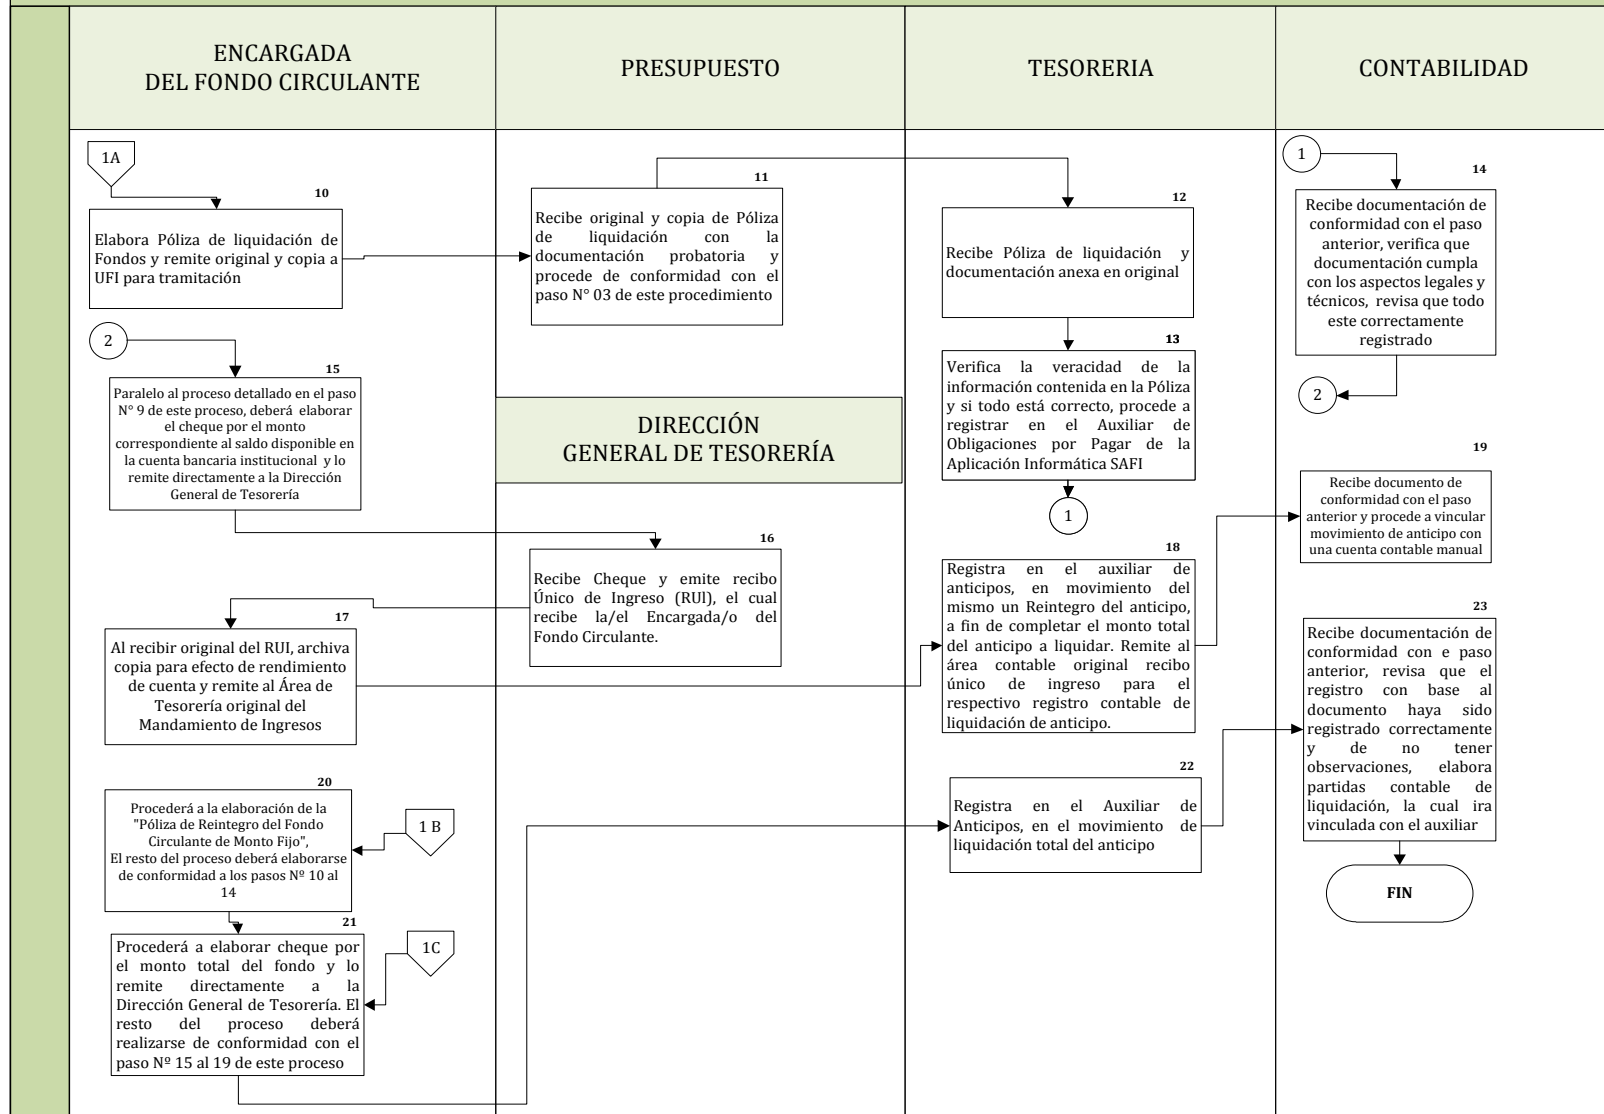 ENCARGADA
DEL FONDO CIRCULANTE
PRESUPUESTO
TESORERIA
CONTABILIDAD
1A
10
Elabora Póliza de liquidación de
Fondos y remite original y copia a
UFI para tramitación
11
Recibe original y copia de Póliza
de liquidación con la
documentación probatoria y
procede de conformidad con el
paso N° 03 de este procedimiento
12
Recibe Póliza de liquidación y
documentación anexa en original
13
Verifica la veracidad de la
información contenida en la Póliza
y si todo está correcto, procede a
registrar en el Auxiliar de
Obligaciones por Pagar de la
Aplicación Informática SAFI
1
1
14
Recibe documentación de
conformidad con el paso
anterior, verifica que
documentación cumpla
con los aspectos legales y
técnicos, revisa que todo
este correctamente
registrado
2
2
15
Paralelo al proceso detallado en el paso
N° 9 de este proceso, deberá elaborar
el cheque por el monto
correspondiente al saldo disponible en
la cuenta bancaria institucional y lo
remite directamente a la Dirección
General de Tesorería
DIRECCIÓN
GENERAL DE TESORERÍA
16
Recibe Cheque y emite recibo
Único de Ingreso (RUI), el cual
recibe la/el Encargada/o del
Fondo Circulante.
17
Al recibir original del RUI, archiva
copia para efecto de rendimiento
de cuenta y remite al Área de
Tesorería original del
Mandamiento de Ingresos
18
Registra en el auxiliar de
anticipos, en movimiento del
mismo un Reintegro del anticipo,
a fin de completar el monto total
del anticipo a liquidar. Remite al
área contable original recibo
único de ingreso para el
respectivo registro contable de
liquidación de anticipo.
19
Recibe documento de
conformidad con el paso
anterior y procede a vincular
movimiento de anticipo con
una cuenta contable manual
20
Procederá a la elaboración de la
"Póliza de Reintegro del Fondo
Circulante de Monto Fijo",
El resto del proceso deberá elaborarse
de conformidad a los pasos Nº 10 al
14
1 B
21
Procederá a elaborar cheque por
el monto total del fondo y lo
remite directamente a la
Dirección General de Tesorería. El
resto del proceso deberá
realizarse de conformidad con el
paso Nº 15 al 19 de este proceso
1C
22
Registra en el Auxiliar de
Anticipos, en el movimiento de
liquidación total del anticipo
23
Recibe documentación de
conformidad con e paso
anterior, revisa que el
registro con base al
documento haya sido
registrado correctamente
y de no tener
observaciones, elabora
partidas contable de
liquidación, la cual ira
vinculada con el auxiliar
FIN